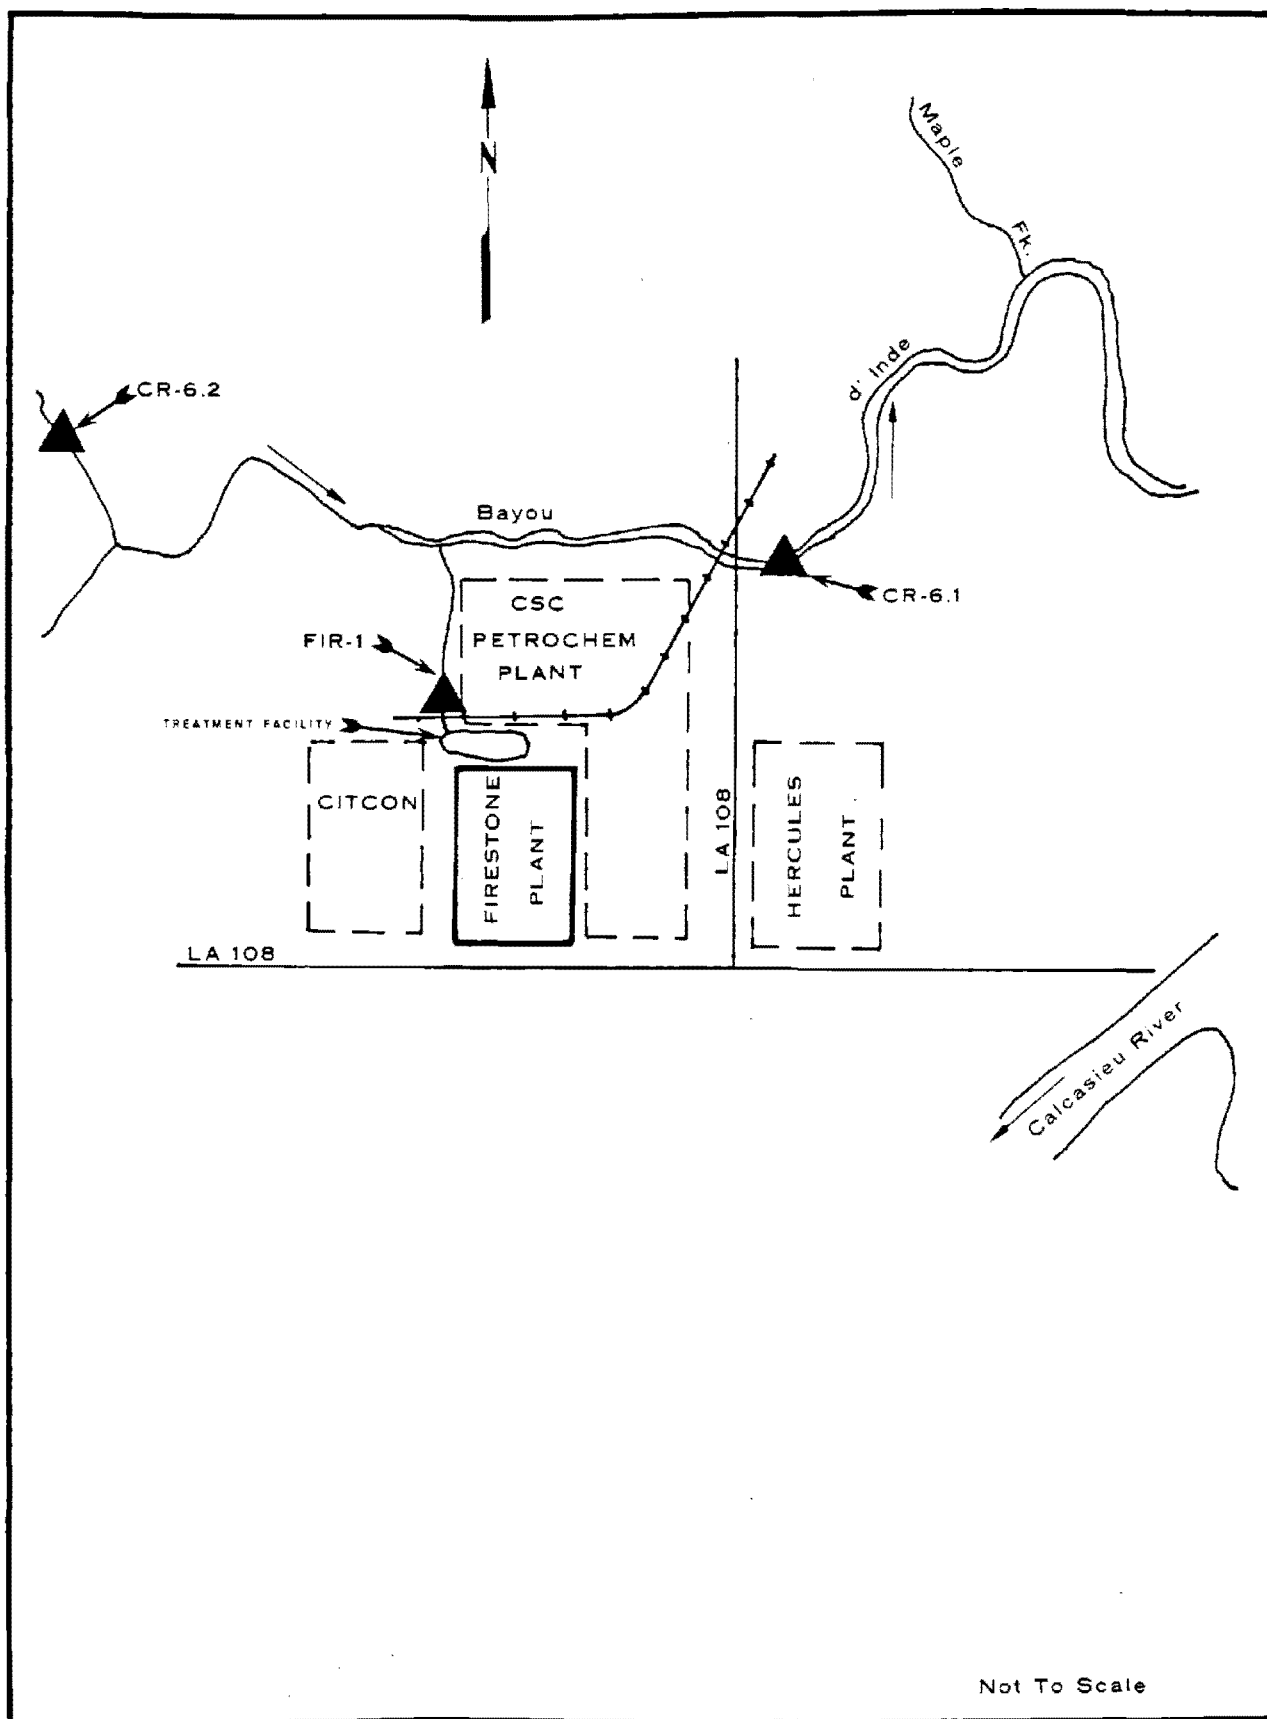 N
Maple
Fk.
d' Inde
CR-6.2
Bayou
CR-6.1
CSC
PETROCHEM
PLANT
FIR-1
TREATMENT FACILITY
CITCON
FIRESTONE
PLANT
LA 108
HERCULES
PLANT
LA 108
Calcasieu River
Not To Scale